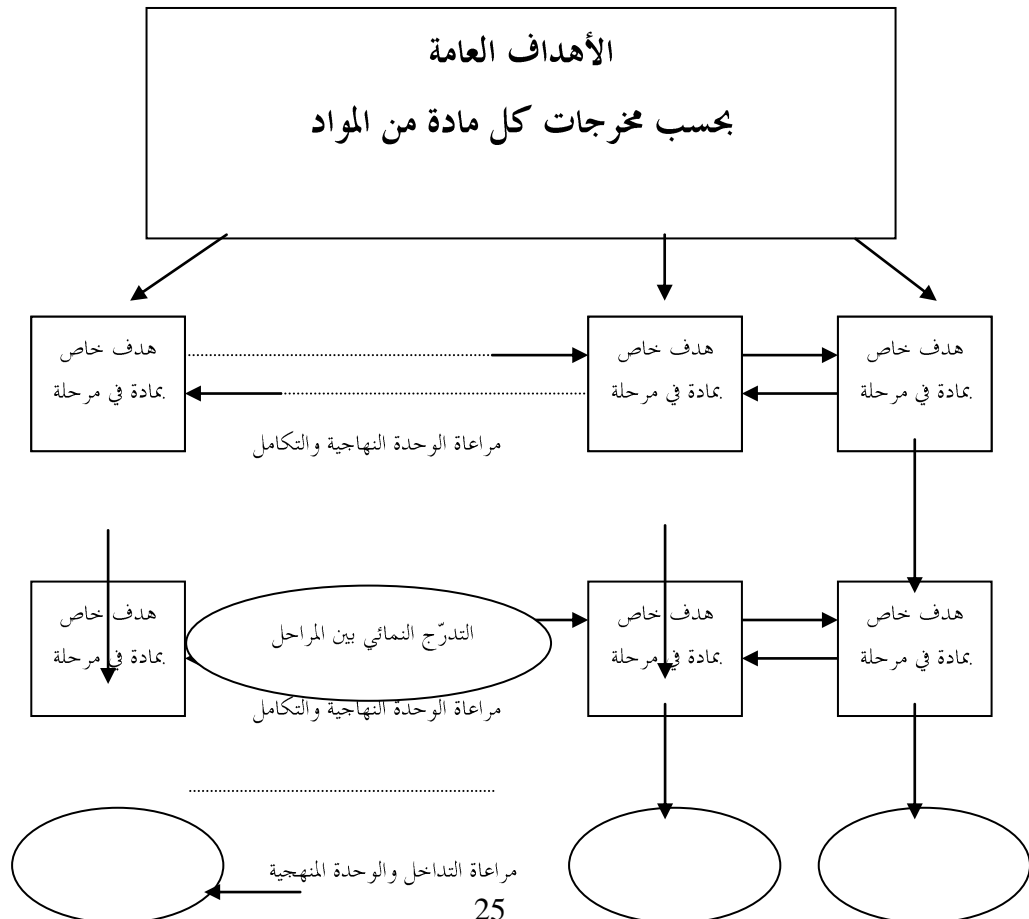 الأهداف العامة
بحسب مخرجات كل مادة من المواد
هدف خاص
بمادة في مرحلة
هدف خاص
بمادة في مرحلة
هدف خاص
بمادة في مرحلة
مراعاة الوحدة النهاجية والتكامل
هدف خاص
بمادة في مرحلة
هدف خاص
بمادة في مرحلة
التدرّج النمائي بين المراحل
هدف خاص
بمادة في مرحلة
مراعاة الوحدة النهاجية والتكامل
مراعاة التداخل والوحدة المنهجية
25